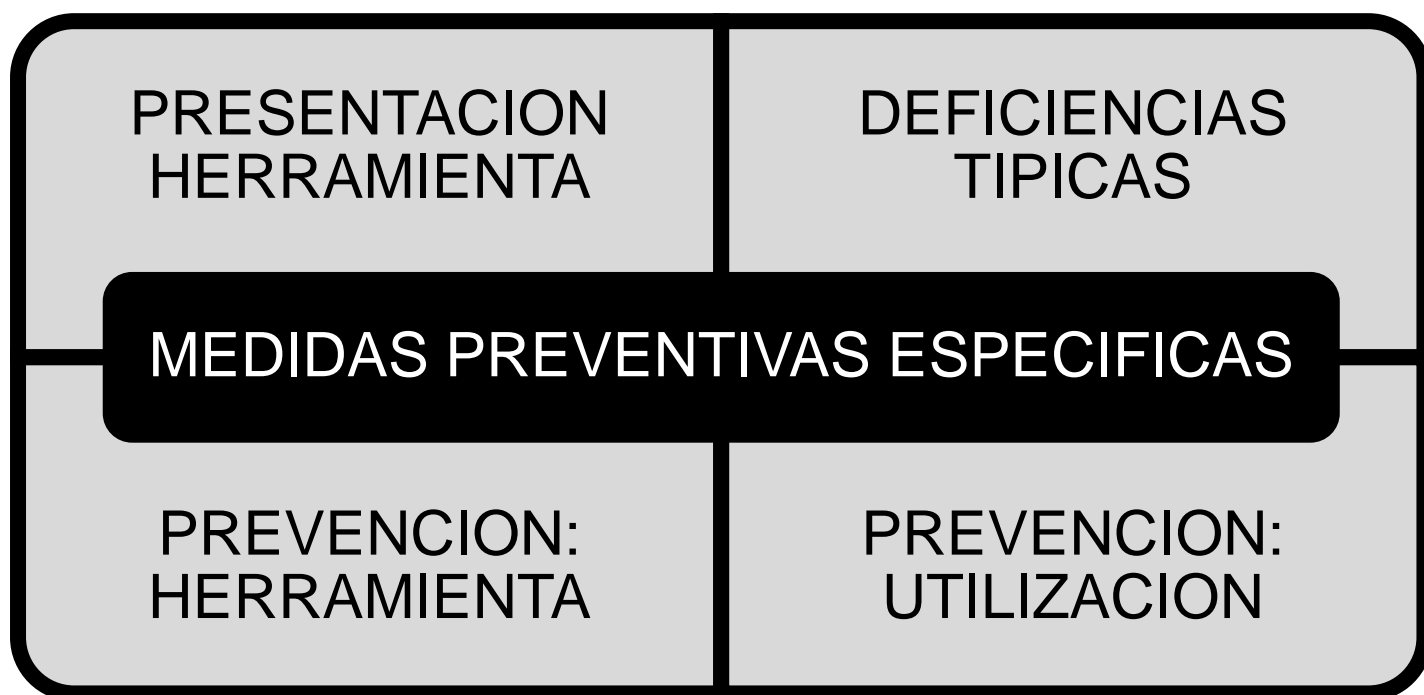 PRESENTACION
HERRAMIENTA
DEFICIENCIAS
TIPICAS
MEDIDAS PREVENTIVAS ESPECIFICAS
PREVENCION:
HERRAMIENTA
PREVENCION:
UTILIZACION